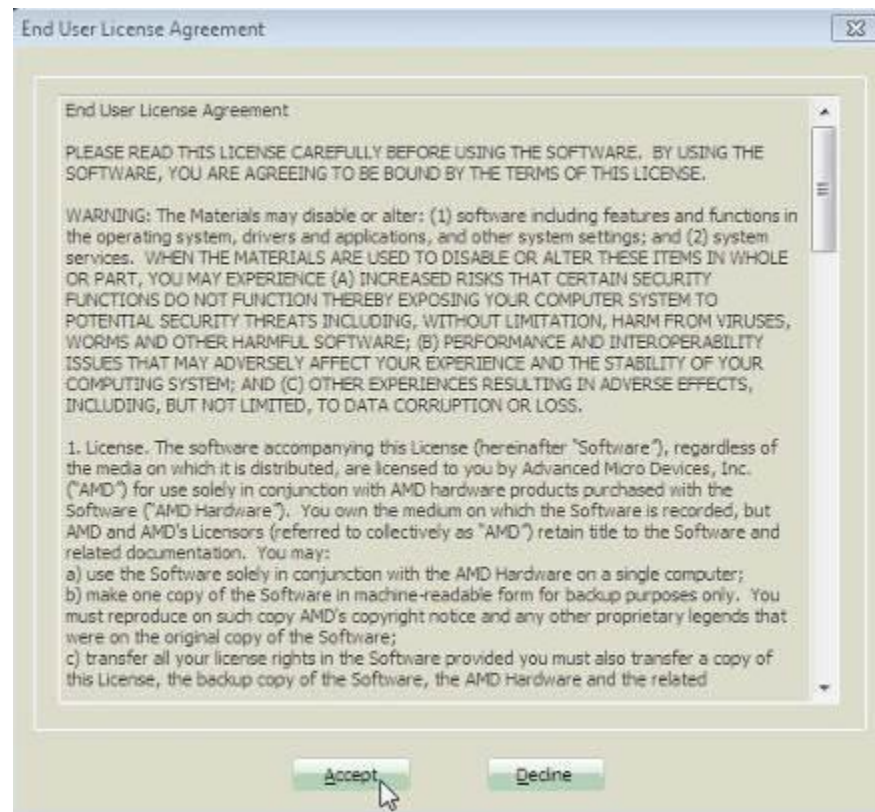 End User License Agreement
End User License Agreement
PLEASE READ THIS LICENSE CAREFULLY BEFORE USING THE SOFTWARE. BY USING THE
SOFTWARE, YOU ARE AGREEING TO BE BOUND BY THE TERMS OF THIS LICENSE.
WARNING: The Materials may disable or alter: (1) software including features and functions in
the operating system, drivers and applications, and other system settings; and (2) system
services. WHEN THE MATERIALS ARE USED TO DISABLE OR ALTER THESE ITEMS IN WHOLE
OR PART, YOU MAY EXPERIENCE (A) INCREASED RISKS THAT CERTAIN SECURITY
FUNCTIONS DO NOT FUNCTION THEREBY EXPOSING YOUR COMPUTER SYSTEM TO
POTENTIAL SECURITY THREATS INCLUDING, WITHOUT LIMITATION, HARM FROM VIRUSES,
WORMS AND OTHER HARMFUL SOFTWARE; (B) PERFORMANCE AND INTEROPERABILITY
ISSUES THAT MAY ADVERSELY AFFECT YOUR EXPERIENCE AND THE STABILITY OF YOUR
COMPUTING SYSTEM; AND (C) OTHER EXPERIENCES RESULTING IN ADVERSE EFFECTS,
INCLUDING, BUT NOT LIMITED, TO DATA CORRUPTION OR LOSS.
1. License. The software accompanying this License (hereinafter "Software"), regardless of
the media on which it is distributed, are licensed to you by Advanced Micro Devices, Inc.
("AMD") for use solely in conjunction with AMD hardware products purchased with the
Software ("AMD Hardware"). You own the medium on which the Software is recorded, but
AMD and AMD's Licensors (referred to collectively as "AMD") retain title to the Software and
related documentation. You may:
a) use the Software solely in conjunction with the AMD Hardware on a single computer;
b) make one copy of the Software in machine-readable form for backup purposes only. You
must reproduce on such copy AMD's copyright notice and any other proprietary legends that
were on the original copy of the Software;
c) transfer all your license rights in the Software provided you must also transfer a copy of
this License, the backup copy of the Software, the AMD Hardware and the related
Accept
Decline